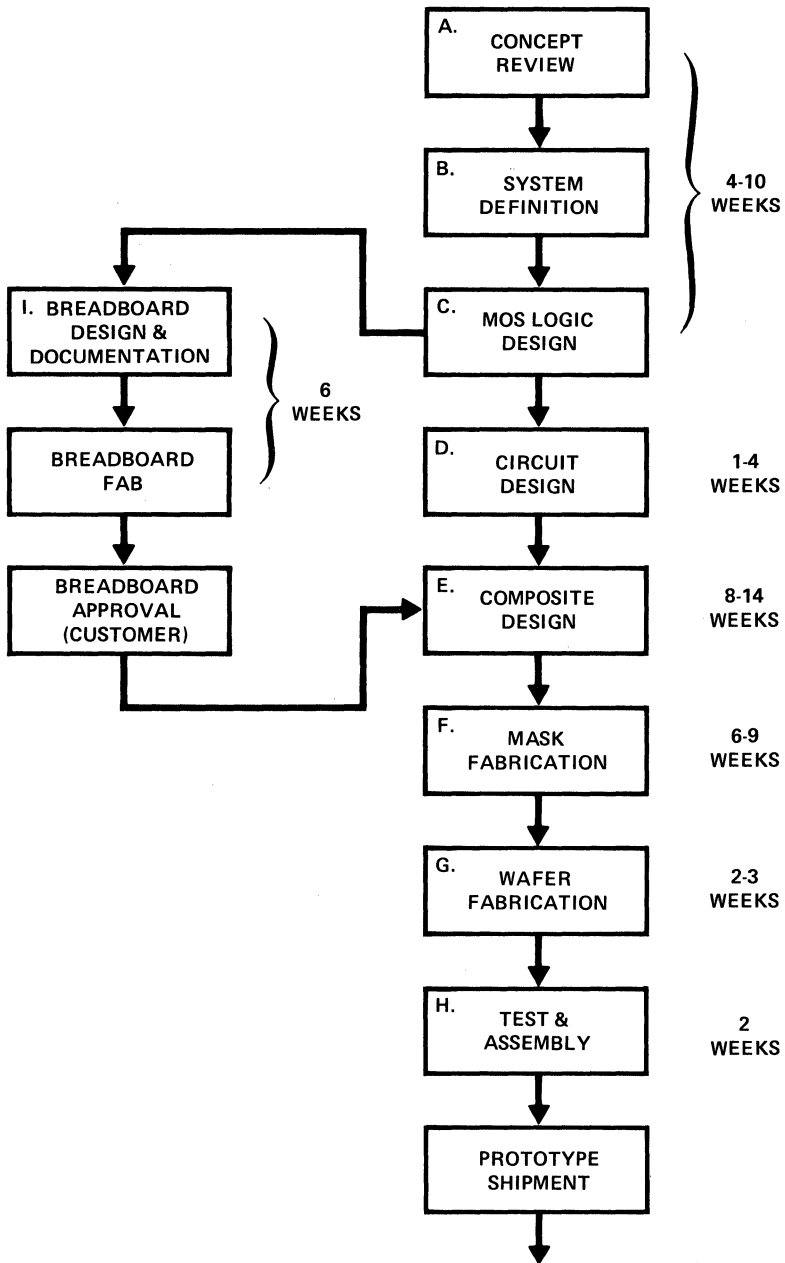 A.
CONCEPT
REVIEW
B.
SYSTEM
DEFINITION
4-10
WEEKS
C.
MOS LOGIC
DESIGN
I. BREADBOARD
DESIGN &
DOCUMENTATION
6
WEEKS
BREADBOARD
FAB
BREADBOARD
APPROVAL
(CUSTOMER)
D.
CIRCUIT
DESIGN
1-4
WEEKS
E.
COMPOSITE
DESIGN
8-14
WEEKS
F.
MASK
FABRICATION
6-9
WEEKS
G.
WAFER
FABRICATION
2-3
WEEKS
H.
TEST &
ASSEMBLY
2
WEEKS
PROTOTYPE
SHIPMENT